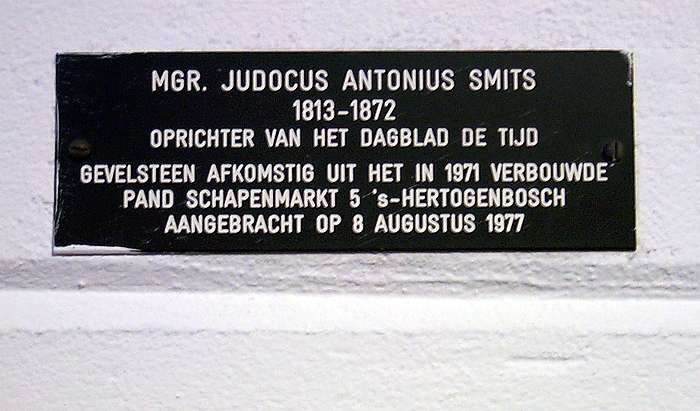 MGR. JUDOCUS ANTONIUS SMITS
1813-1872
OPRICHTER VAN HET DAGBLAD DE TIJD
GEVELSTEEN AFKOMSTIG UIT HET IN 1971 VERBOUWDE
PAND SCHAPENMARKT 5 's-HERTOGENBOSCH
AANGEBRACHT OP 8 AUGUSTUS 1977